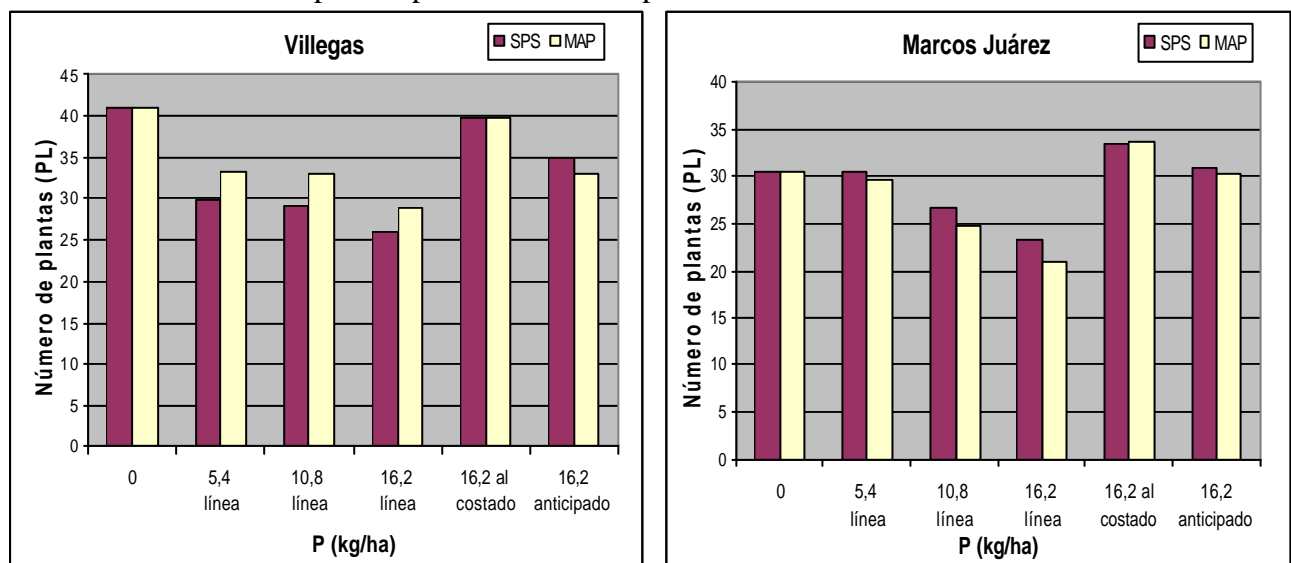 Villegas
SPS MAP
Número de plantas (PL)
45
40
35
30
25
20
15
10
5
0
0 5,4 10,8 16,2 16,2 al 16,2
línea línea línea costado anticipado
P (kg/ha)
Marcos Juárez
SPS MAP
Número de plantas (PL)
40
35
30
25
20
15
10
5
0
0 5,4 10,8 16,2 16,2 al 16,2
línea línea línea costado anticipado
P (kg/ha)